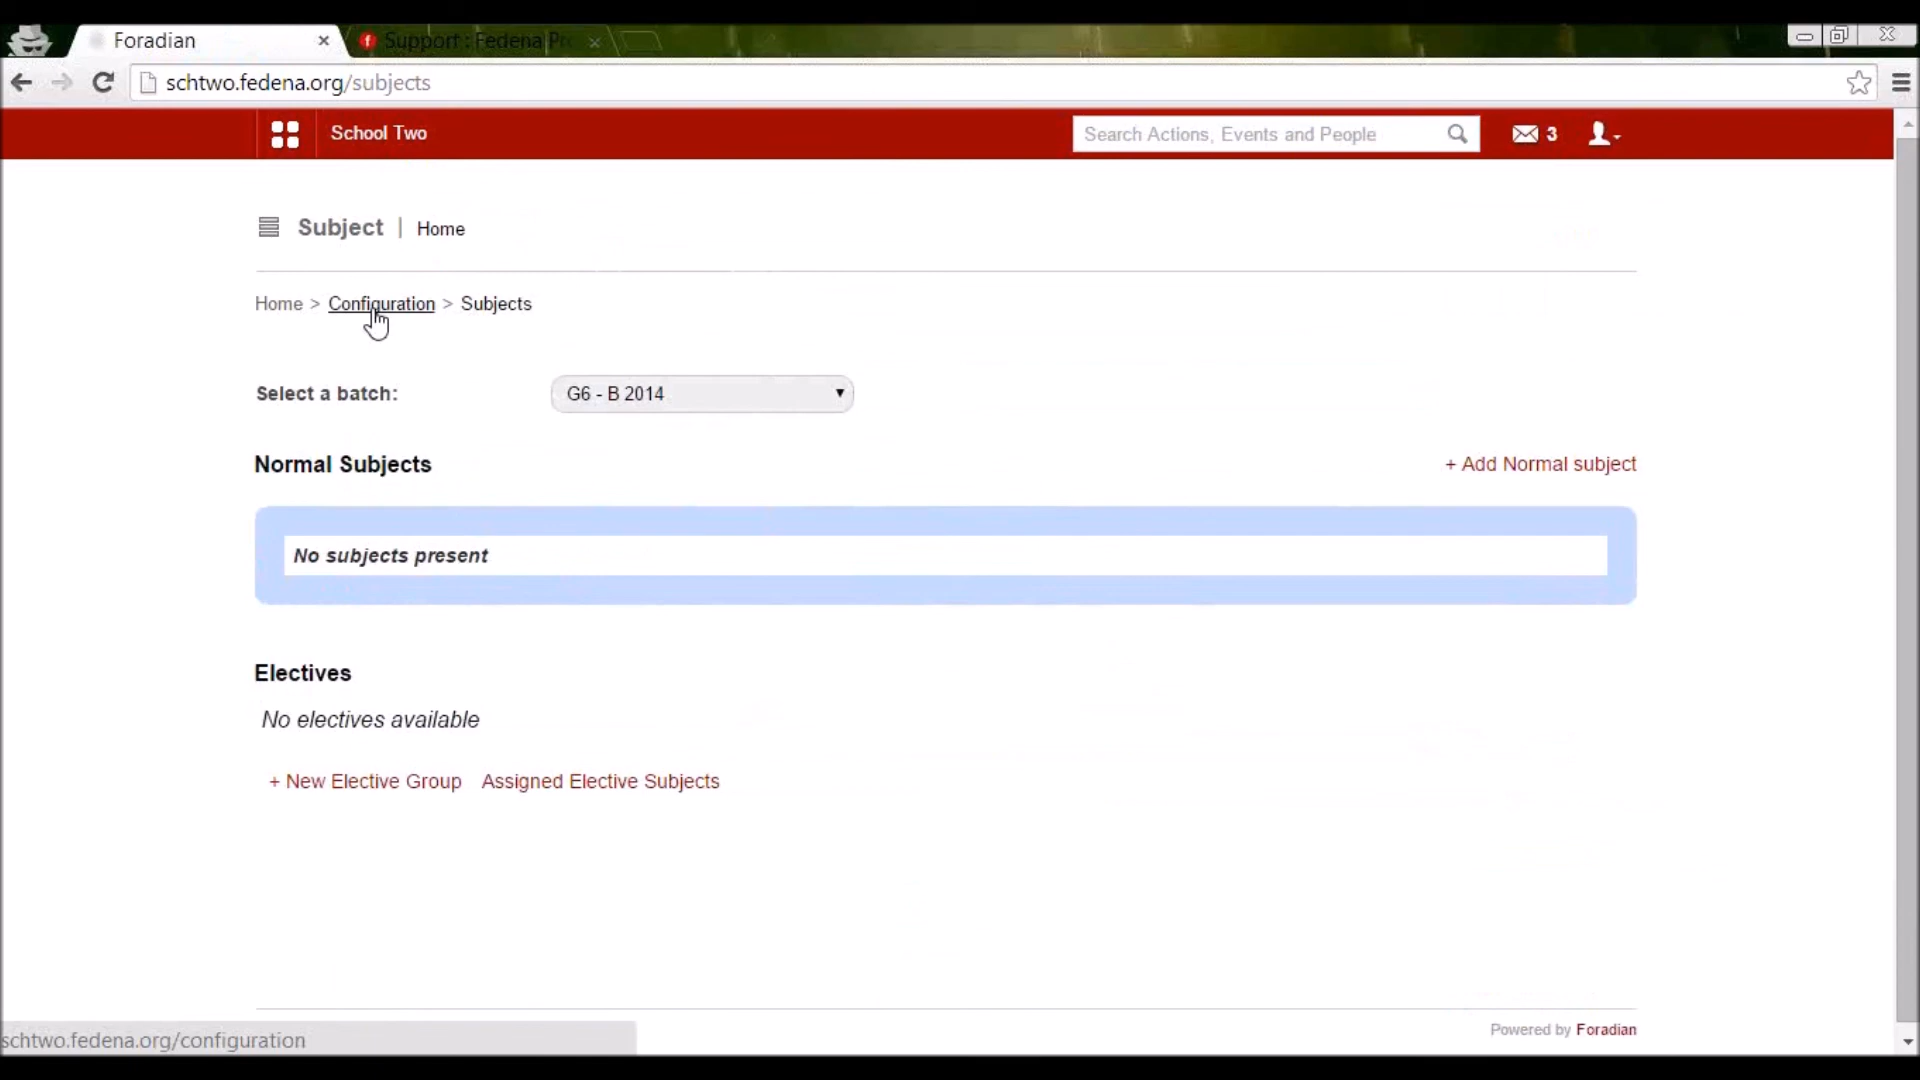 Foradian
Support : Fedena Pr
schtwo.fedena.org/subjects
School Two
Search Actions, Events and People
3
Subject | Home
Home > Configuration > Subjects
Select a batch:
G6 - B 2014
Normal Subjects
+ Add Normal subject
No subjects present
Electives
No electives available
+ New Elective Group
Assigned Elective Subjects
Powered by Foradian
schtwo.fedena.org/configuration